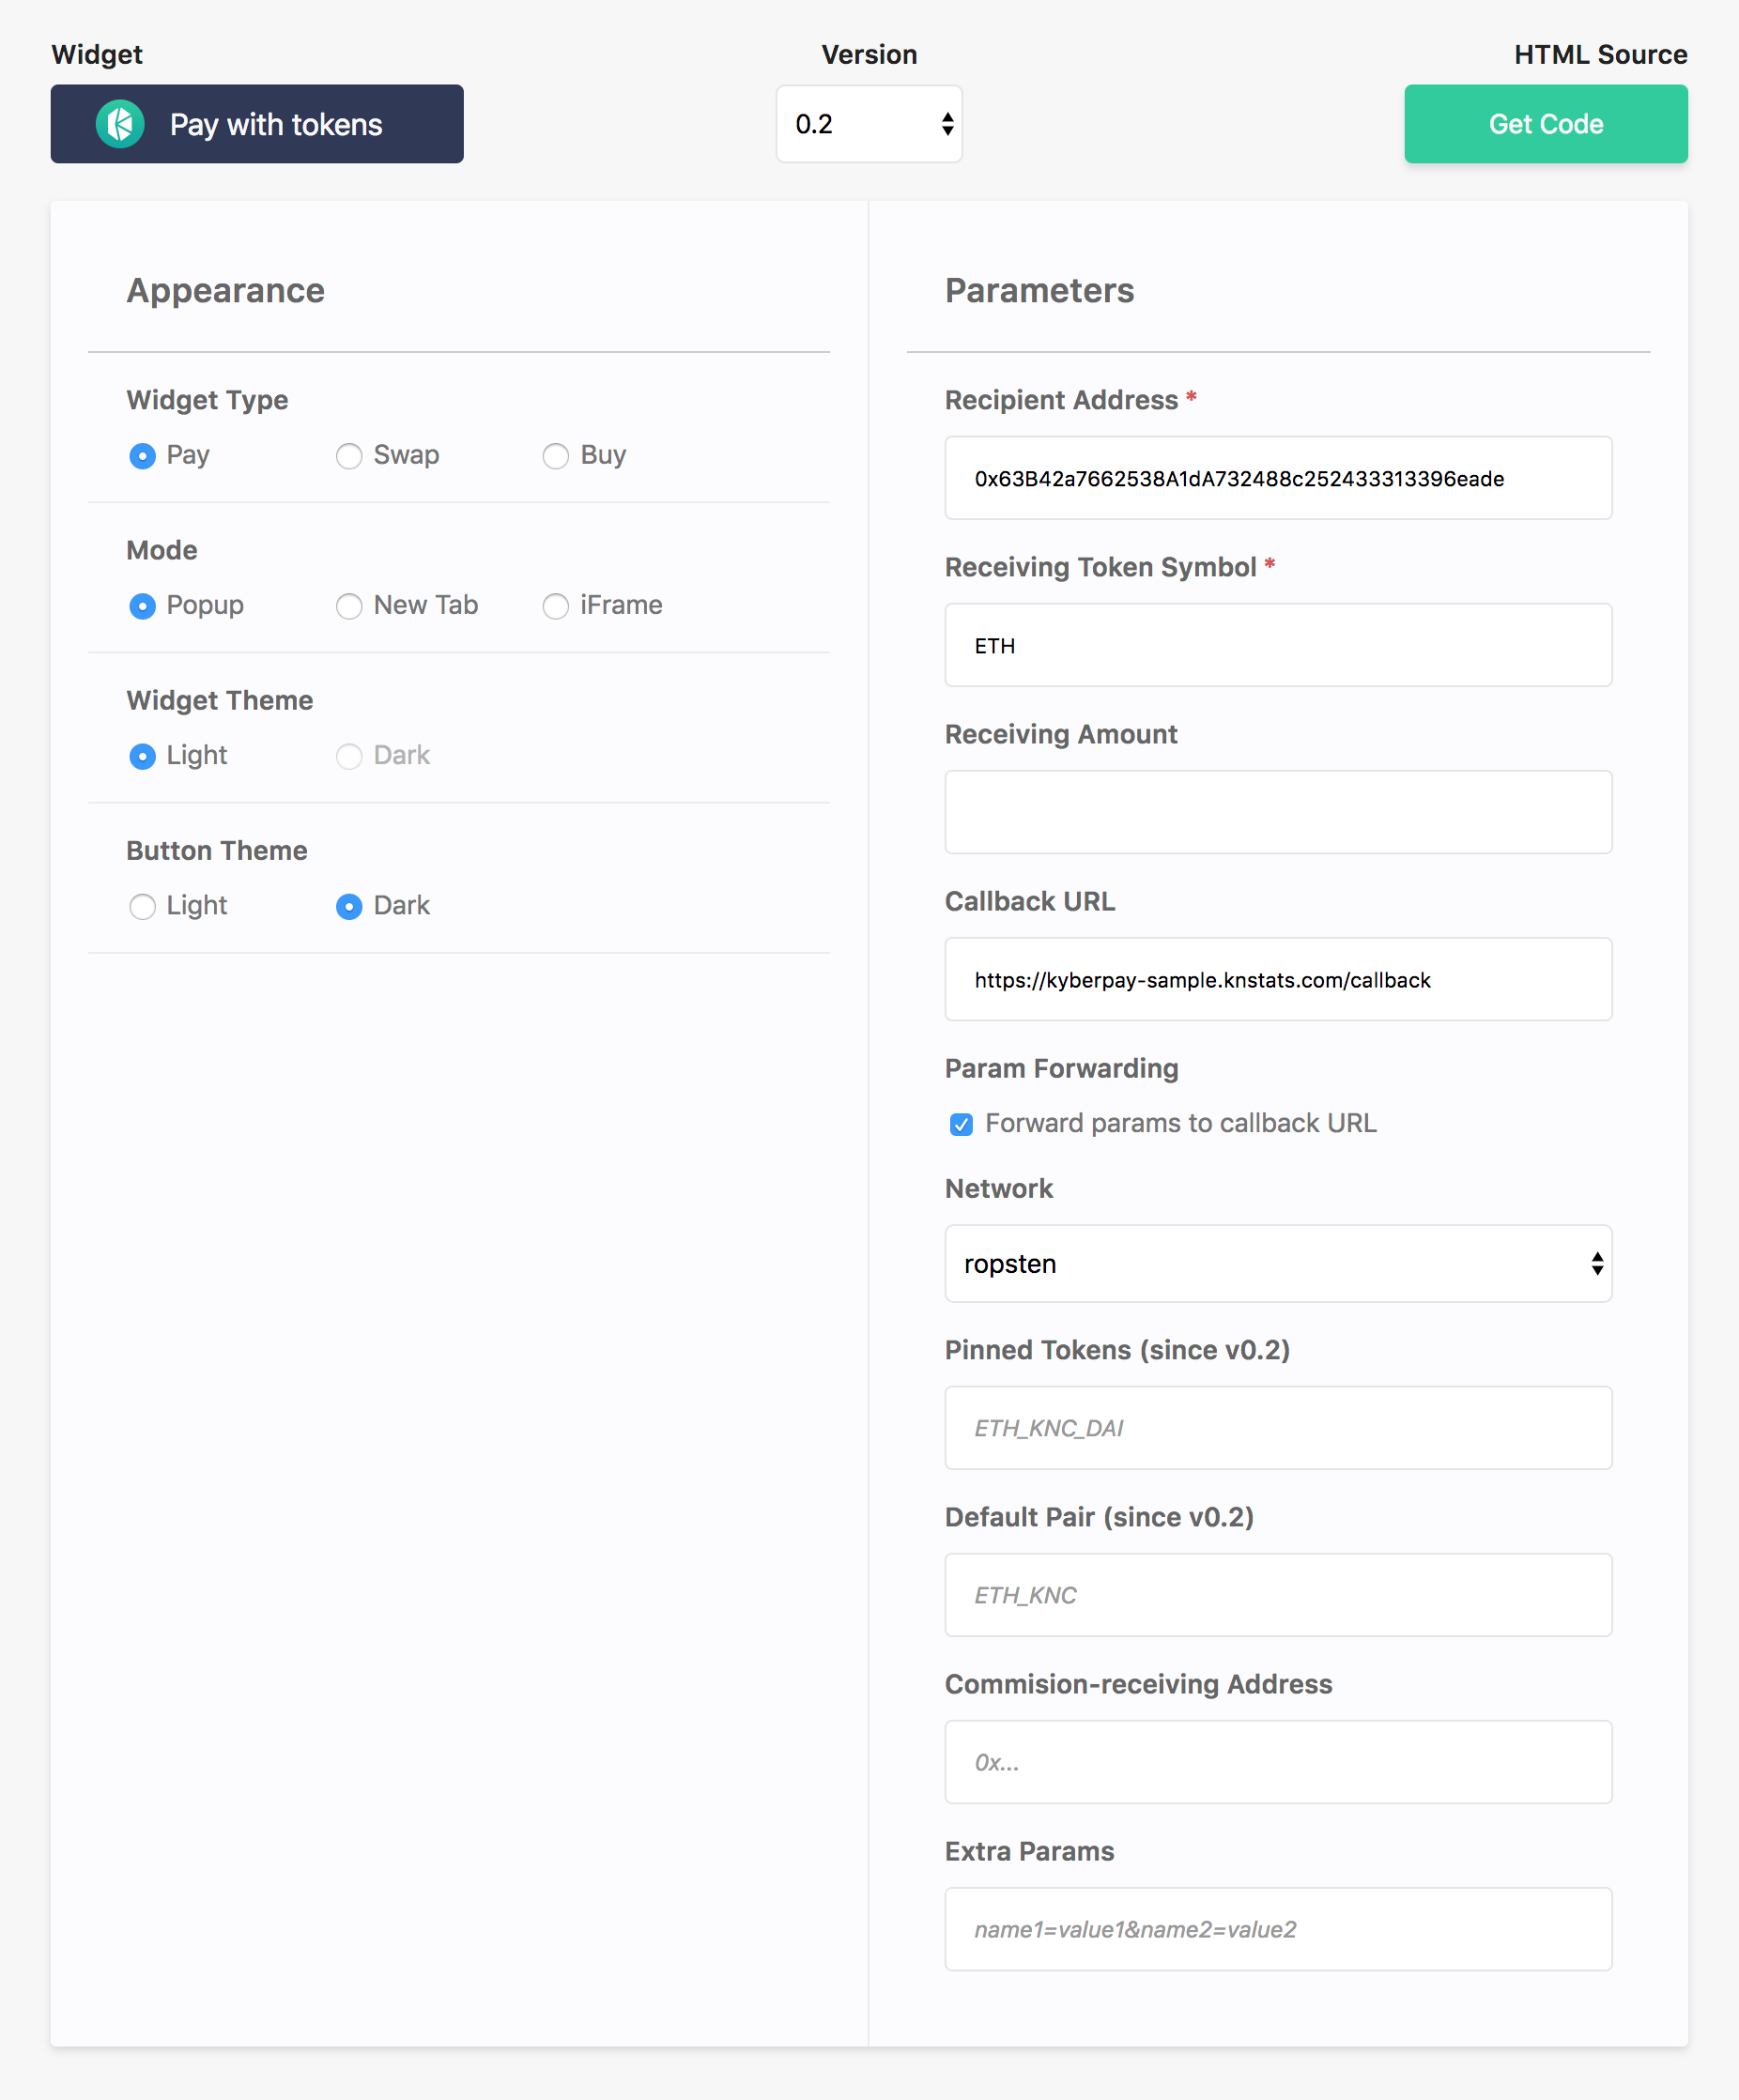 Widget
Pay with tokens
Version
0.2
HTML Source
Get Code
Appearance
Widget Type
Pay Swap Buy
Mode
Popup New Tab iFrame
Widget Theme
Light Dark
Button Theme
Light Dark
Parameters
Recipient Address *
0x63B42a7662538A1dA732488c252433313396eade
Receiving Token Symbol *
ETH
Receiving Amount
Callback URL
https://kyberpay-sample.knstats.com/callback
Param Forwarding
Forward params to callback URL
Network
ropsten
Pinned Tokens (since v0.2)
ETH_KNC_DAI
Default Pair (since v0.2)
ETH_KNC
Commision-receiving Address
0x...
Extra Params
name1=value1&name2=value2